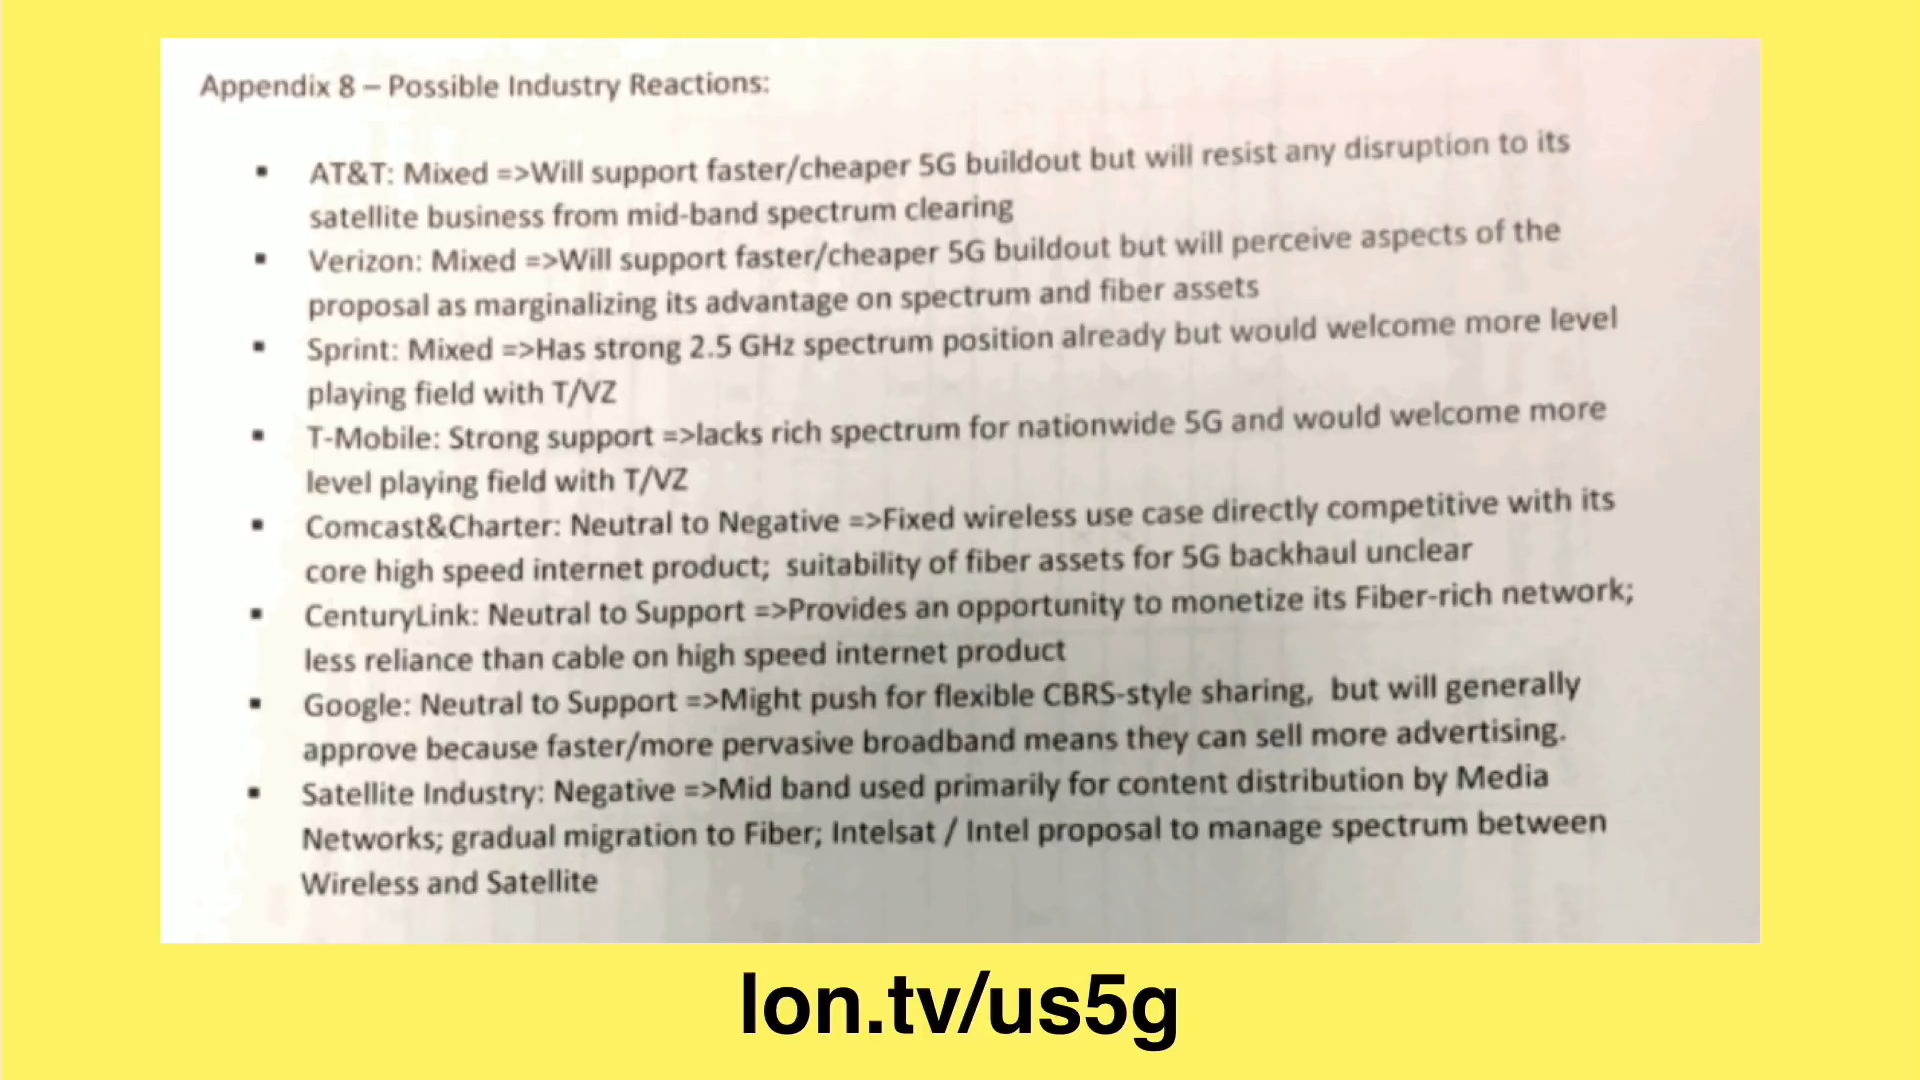 Appendix 8 – Possible Industry Reactions:
▪ AT&T: Mixed =>Will support faster/cheaper 5G buildout but will resist any disruption to its
satellite business from mid-band spectrum clearing
▪ Verizon: Mixed =>Will support faster/cheaper 5G buildout but will perceive aspects of the
proposal as marginalizing its advantage on spectrum and fiber assets
▪ Sprint: Mixed =>Has strong 2.5 GHz spectrum position already but would welcome more level
playing field with T/VZ
▪ T-Mobile: Strong support =>lacks rich spectrum for nationwide 5G and would welcome more
level playing field with T/VZ
▪ Comcast&Charter: Neutral to Negative =>Fixed wireless use case directly competitive with its
core high speed internet product; suitability of fiber assets for 5G backhaul unclear
▪ CenturyLink: Neutral to Support =>Provides an opportunity to monetize its Fiber-rich network;
less reliance than cable on high speed internet product
▪ Google: Neutral to Support =>Might push for flexible CBRS-style sharing, but will generally
approve because faster/more pervasive broadband means they can sell more advertising.
▪ Satellite Industry: Negative =>Mid band used primarily for content distribution by Media
Networks; gradual migration to Fiber; Intelsat / Intel proposal to manage spectrum between
Wireless and Satellite
lon.tv/us5g